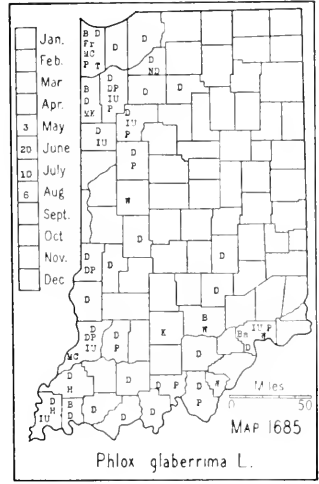 Jan.
Feb.
Mar
Apr.
3 May
20 June
10 July
6 Aug
Sept.
Oct
Nov.
Dec
B D
Fr
MC
P T
D
D
D
ND
B
D
MK
D
DP
IU
P
D
D
D
IU
D
IU
P
D
P
W
D
D
DP
D
D
D
D
DP
IU
D
P
K
B
W
D
Bn
D
IU P
W
MC
D
H
D
D P
D
P
W
D
H
IU
B
D
D
D
D
Miles
0 50
MAP 1685
Phlox glaberrima L.